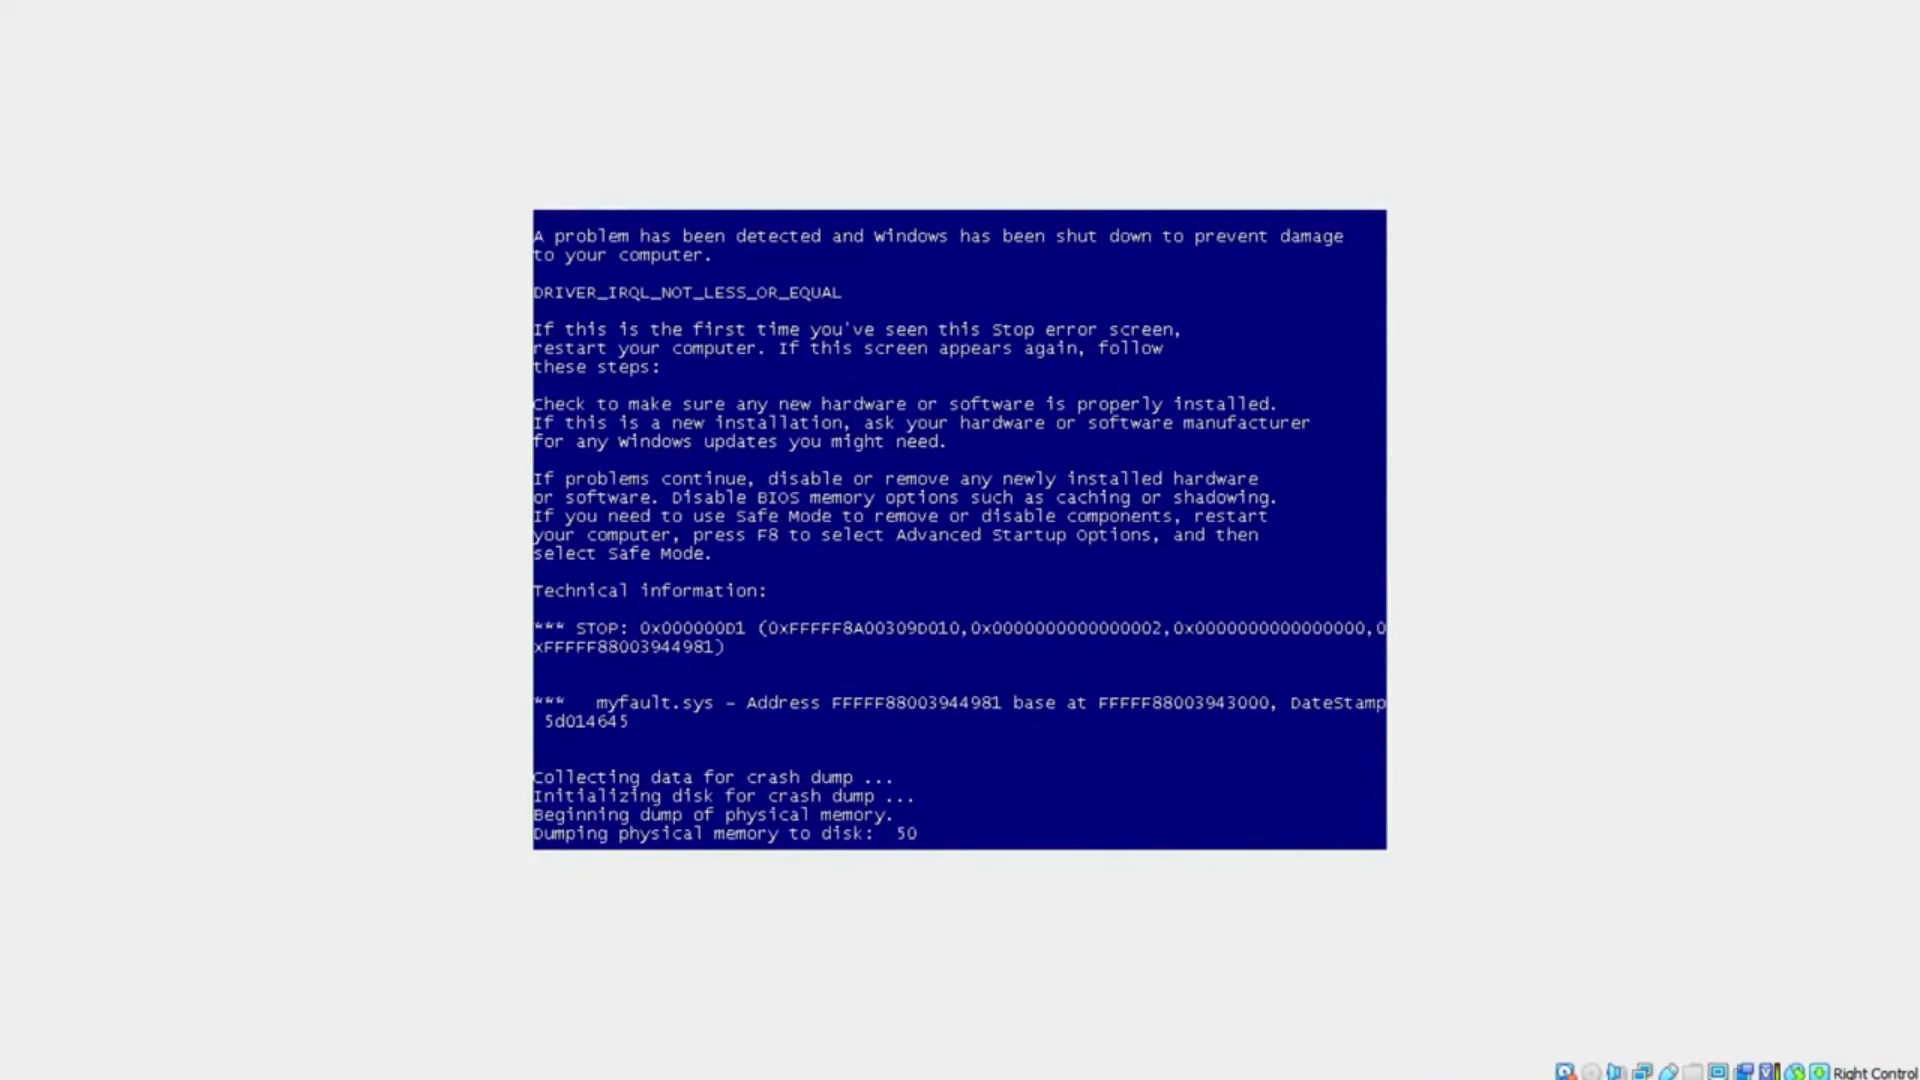 A problem has been detected and Windows has been shut down to prevent damage
to your computer.
DRIVER_IRQL_NOT_LESS_OR_EQUAL
If this is the first time you've seen this Stop error screen,
restart your computer. If this screen appears again, follow
these steps:
Check to make sure any new hardware or software is properly installed.
If this is a new installation, ask your hardware or software manufacturer
for any Windows updates you might need.
If problems continue, disable or remove any newly installed hardware
or software. Disable BIOS memory options such as caching or shadowing.
If you need to use Safe Mode to remove or disable components, restart
your computer, press F8 to select Advanced Startup Options, and then
select Safe Mode.
Technical information:
*** STOP: 0x000000D1 (0xFFFFF8A00309D010,0x0000000000000002,0x0000000000000000,0
xFFFFF88003944981)
***   myfault.sys - Address FFFFF88003944981 base at FFFFF88003943000, DateStamp
5d014645
Collecting data for crash dump ...
Initializing disk for crash dump ...
Beginning dump of physical memory.
Dumping physical memory to disk:  50
Right Control